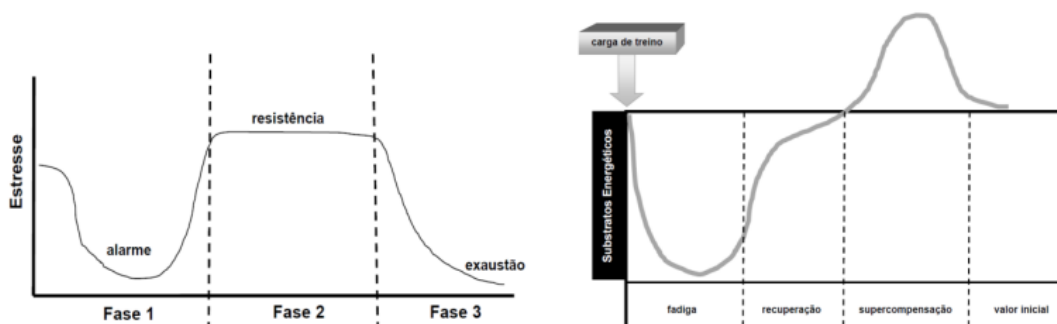 Estresse
alarme
resistência
exaustão
Fase 1
Fase 2
Fase 3
carga de treino
Substratos Energéticos
fadiga
recuperação
supercompensação
valor inicial